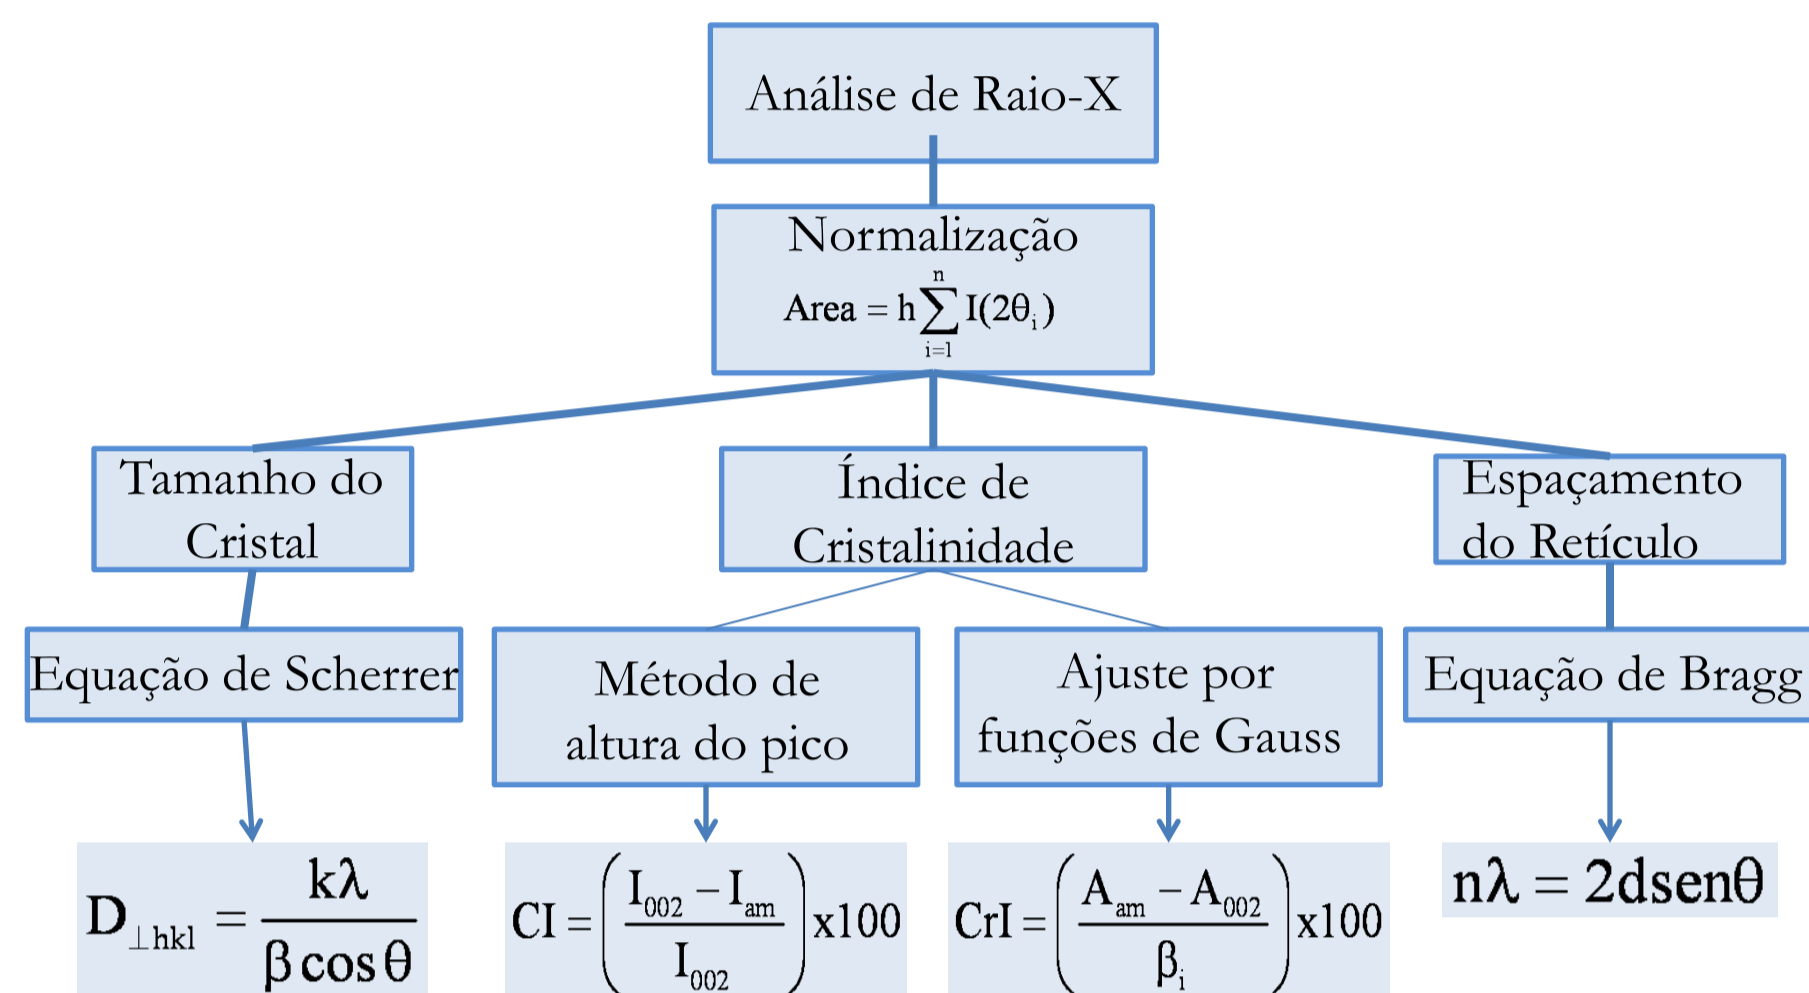 Análise de Raio-X
Normalização
Area = h∑ᵢ₌₁ⁿ I(2θᵢ)
Tamanho do
Cristal
Índice de
Cristalinidade
Espaçamento
do Retículo
Equação de Scherrer
Método de
altura do pico
Ajuste por
funções de Gauss
Equação de Bragg
D⊥hkl = kλ / β cos θ
CI = (I₀₀₂ − Iam / I₀₀₂) x100
CrI = (Aam − A₀₀₂ / βᵢ) x100
nλ = 2dsenθ